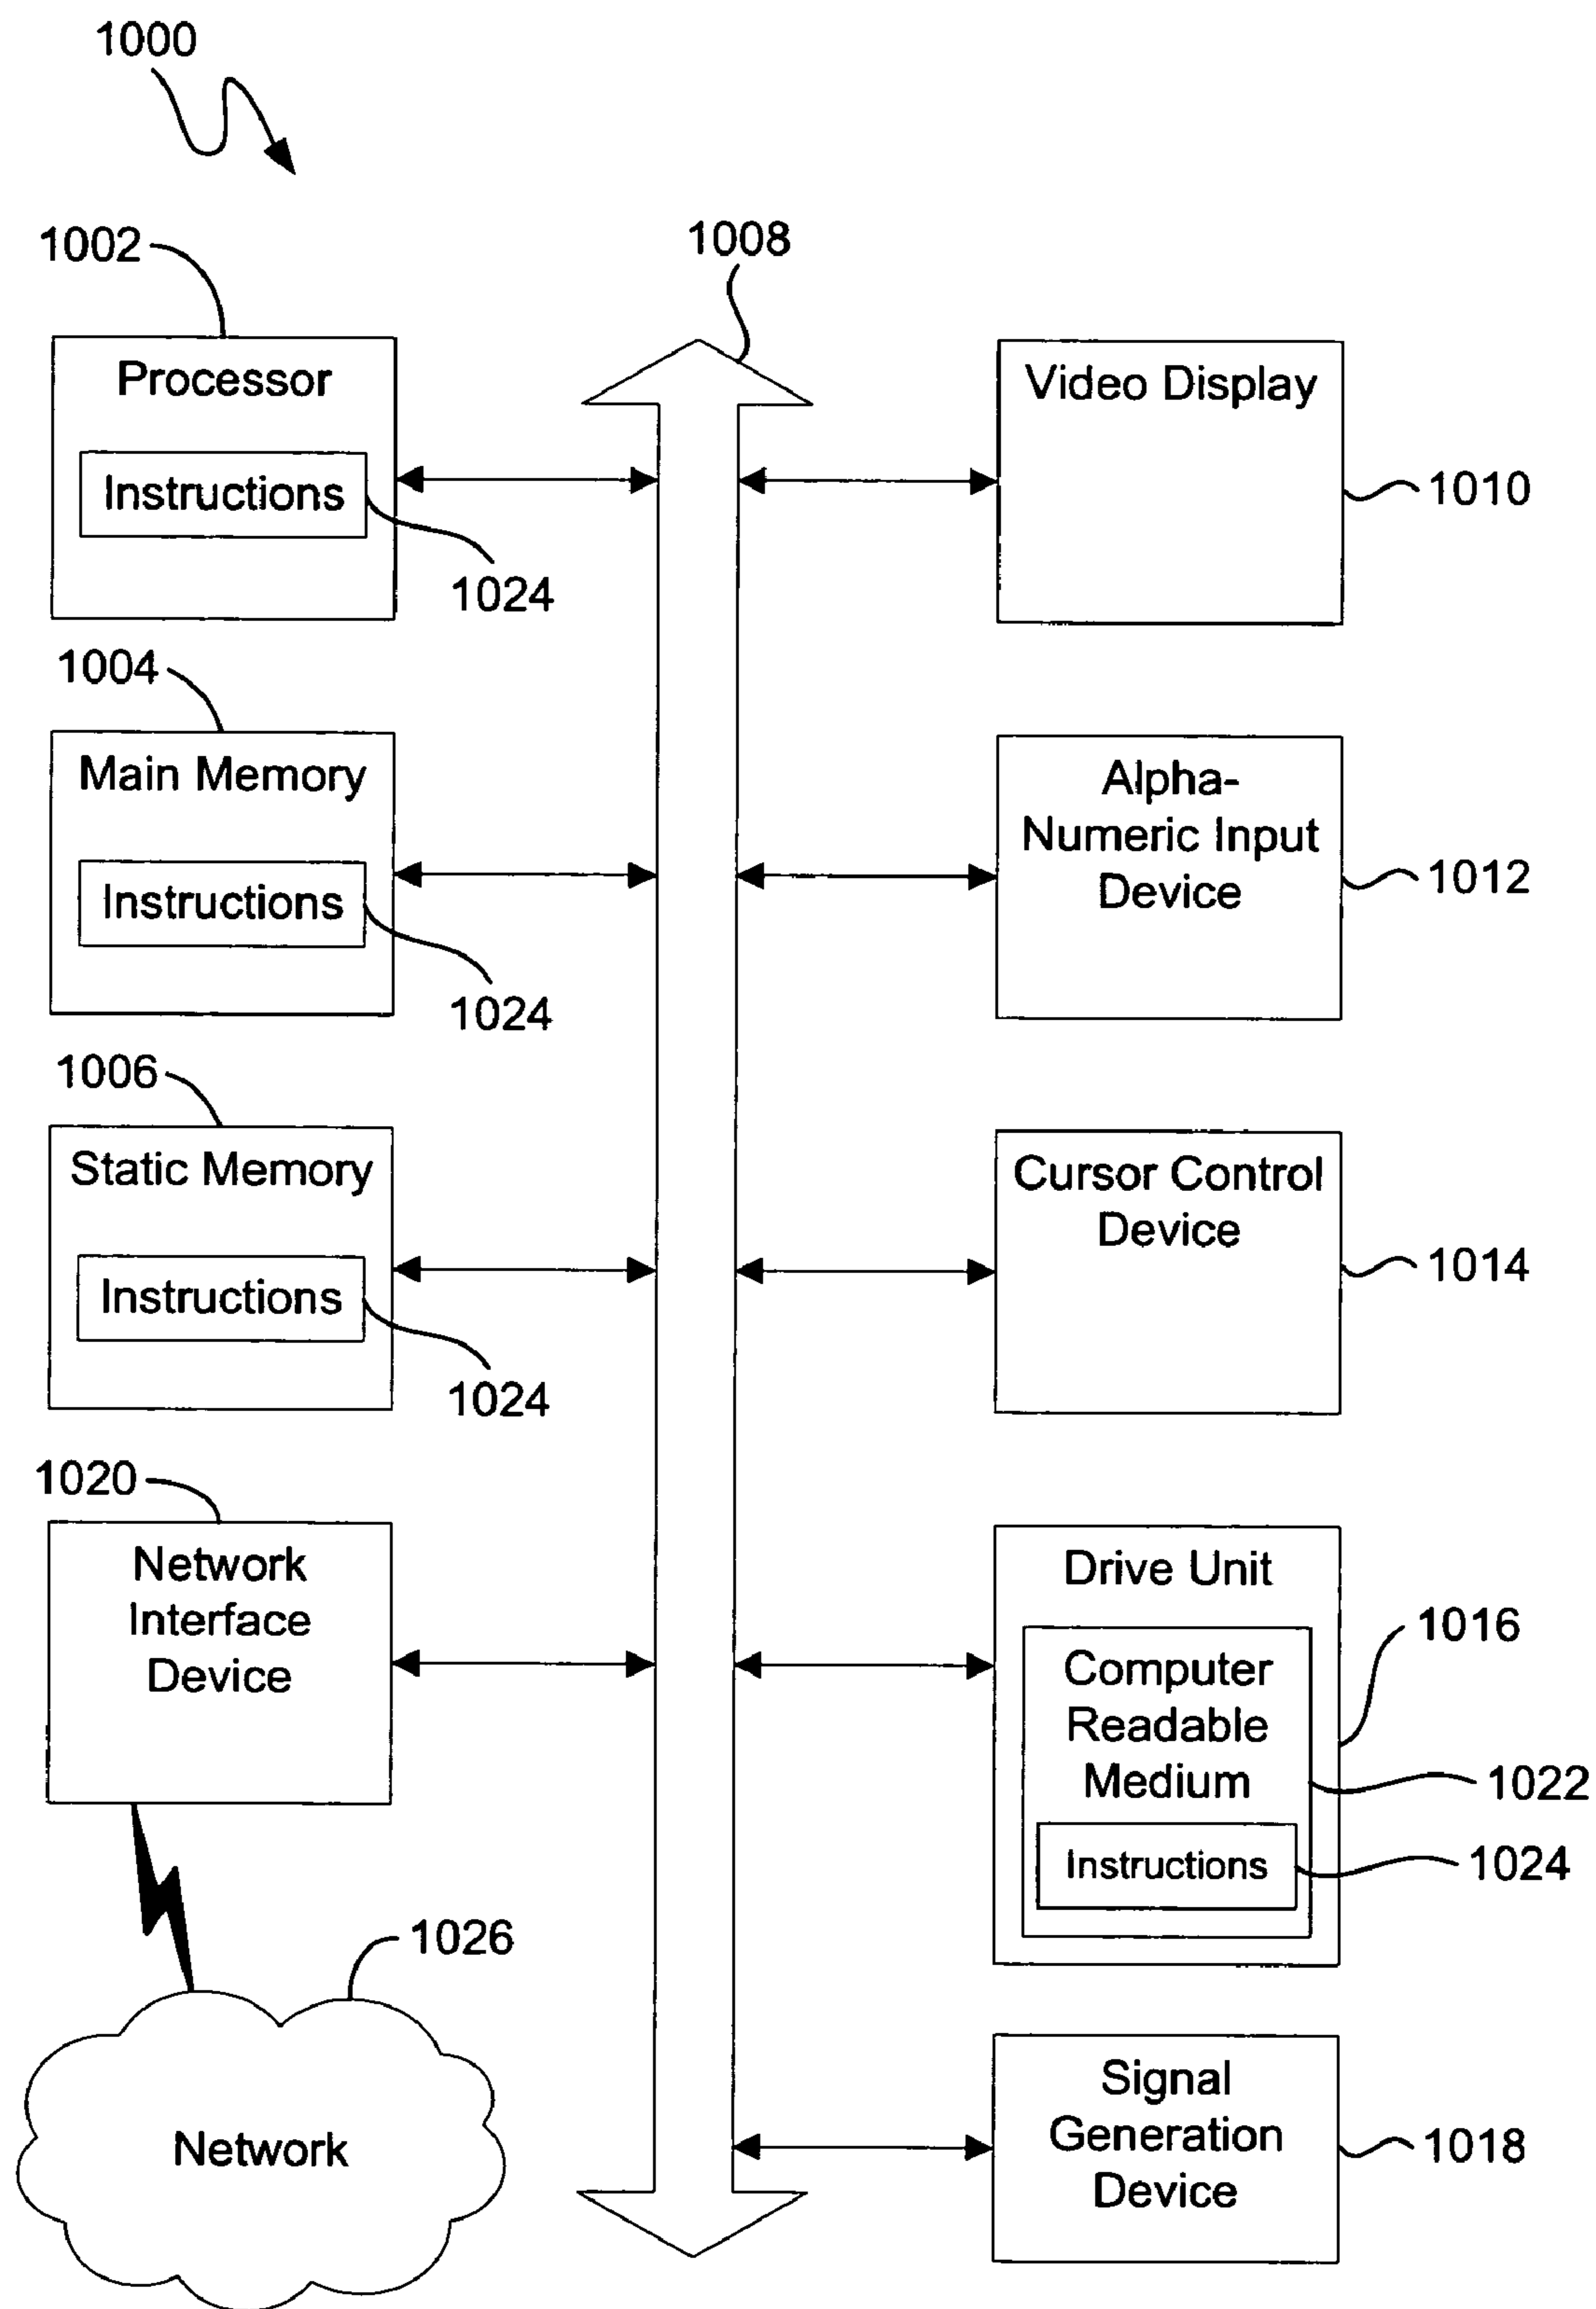 1000
1002
1008
Processor
Instructions
1024
Video Display
1010
1004
Main Memory
Instructions
1024
Alpha-
Numeric Input
Device
1012
1006
Static Memory
Instructions
1024
Cursor Control
Device
1014
1020
Network
Interface
Device
Drive Unit
1016
Computer
Readable
Medium
1022
Instructions
1024
1026
Network
Signal
Generation
Device
1018